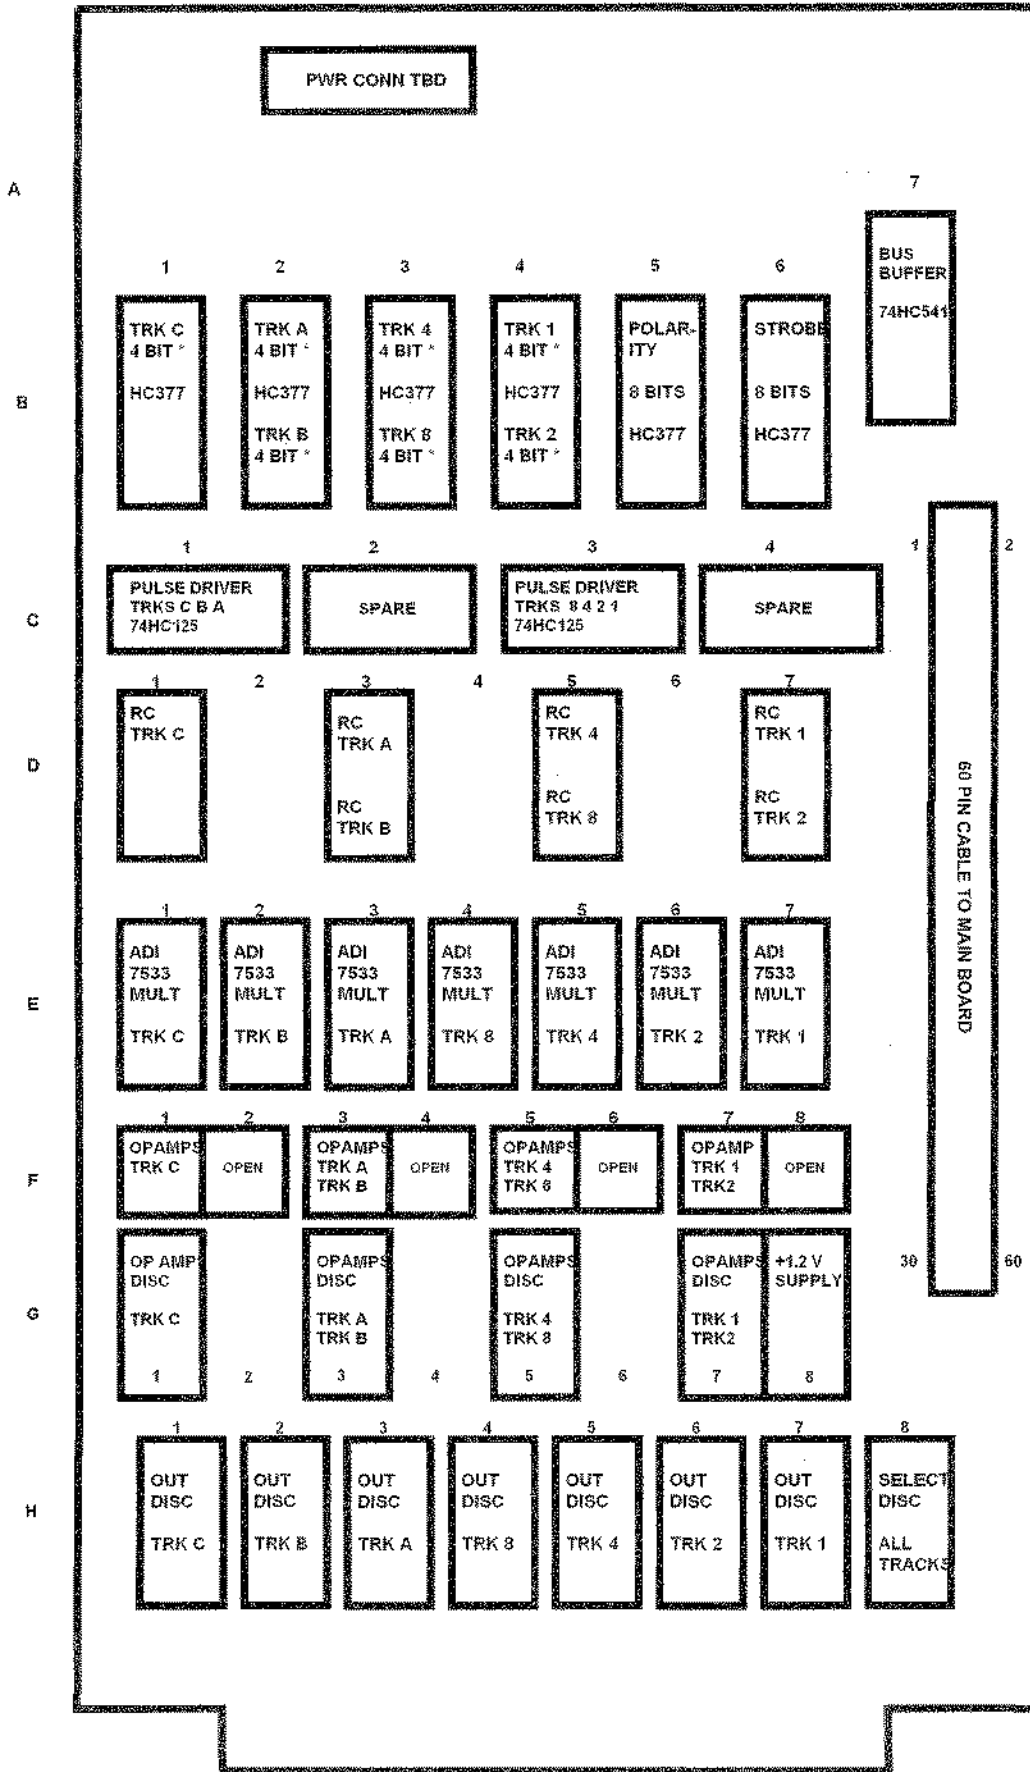 PWR CONN TBD
A
7
BUS
BUFFER
74HC541
1
2
3
4
5
6
B
TRK C
4 BIT *
HC377
TRK A
4 BIT *
HC377
TRK B
4 BIT *
TRK 4
4 BIT *
HC377
TRK 8
4 BIT *
TRK 1
4 BIT *
HC377
TRK 2
4 BIT *
POLAR-
ITY
8 BITS
HC377
STROBE
8 BITS
HC377
1
2
3
4
1
2
C
PULSE DRIVER
TRKS C B A
74HC125
SPARE
PULSE DRIVER
TRKS 8 4 2 1
74HC125
SPARE
1
2
3
4
5
6
7
D
RC
TRK C
RC
TRK A
RC
TRK B
RC
TRK 4
RC
TRK 8
RC
TRK 1
RC
TRK 2
60 PIN CABLE TO MAIN BOARD
1
2
3
4
5
6
7
E
ADI
7533
MULT
TRK C
ADI
7533
MULT
TRK B
ADI
7533
MULT
TRK A
ADI
7533
MULT
TRK 8
ADI
7533
MULT
TRK 4
ADI
7533
MULT
TRK 2
ADI
7533
MULT
TRK 1
1
2
3
4
5
6
7
8
F
OPAMPS
TRK C
OPEN
OPAMPS
TRK A
TRK B
OPEN
OPAMPS
TRK 4
TRK 8
OPEN
OPAMP
TRK 1
TRK2
OPEN
30
60
G
OP AMPS
DISC
TRK C
OPAMPS
DISC
TRK A
TRK B
OPAMPS
DISC
TRK 4
TRK 8
OPAMPS
DISC
TRK 1
TRK2
+1.2 V
SUPPLY
1
2
3
4
5
6
7
8
1
2
3
4
5
6
7
8
H
OUT
DISC
TRK C
OUT
DISC
TRK B
OUT
DISC
TRK A
OUT
DISC
TRK 8
OUT
DISC
TRK 4
OUT
DISC
TRK 2
OUT
DISC
TRK 1
SELECT
DISC
ALL
TRACKS